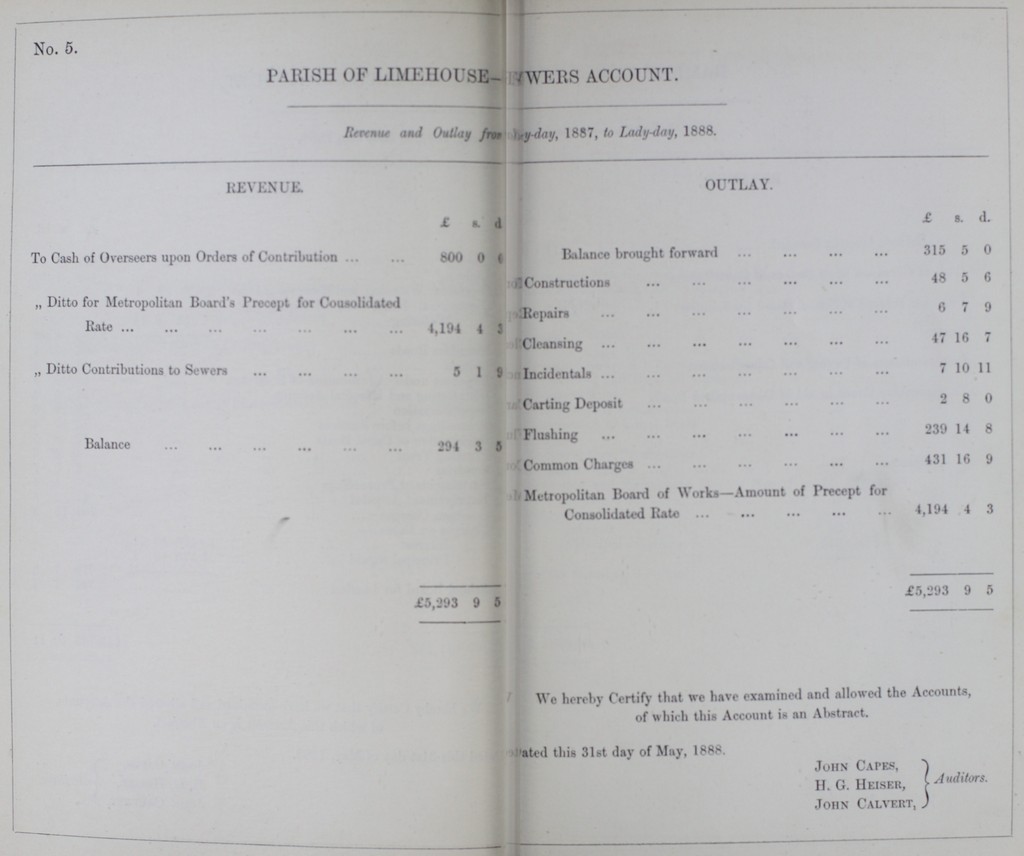 No. 5.
PARISH OF LIMEHOUSE—WERS ACCOUNT.
Revenue and Outlay from y-day, 1887, to Lady-day, 1888.
REVENUE.
£ s. d
To Cash of Overseers upon Orders of Contribution ... ... 800 0
„ Ditto for Metropolitan Board's Precept for Consolidated
Rate ... ... ... ... ... ... ... 4,194 4 3
„ Ditto Contributions to Sewers ... ... ... ... 5 1 9
Balance ... ... ... ... ... ... 294 3 5
£5,293 9 5
OUTLAY.
£ s. d.
Balance brought forward ... ... ... ... 315 5 0
Constructions ... ... ... ... ... ... 48 5 6
Repairs ... ... ... ... ... ... ... 6 7 9
Cleansing ... ... ... ... ... ... ... 47 16 7
Incidentals ... ... ... ... ... ... ... 7 10 11
Carting Deposit ... ... ... ... ... ... 2 8 0
Flushing ... ... ... ... ... ... ... 239 14 8
Common Charges ... ... ... ... ... ... 431 16 9
Metropolitan Board of Works—Amount of Precept for
Consolidated Rate ... ... ... ... ... 4,194 4 3
£5,293 9 5
We hereby Certify that we have examined and allowed the Accounts,
of which this Account is an Abstract.
ated this 31st day of May, 1888.
JOHN CAPES,
H. G. HEISER,
JOHN CALVERT,
Auditors.